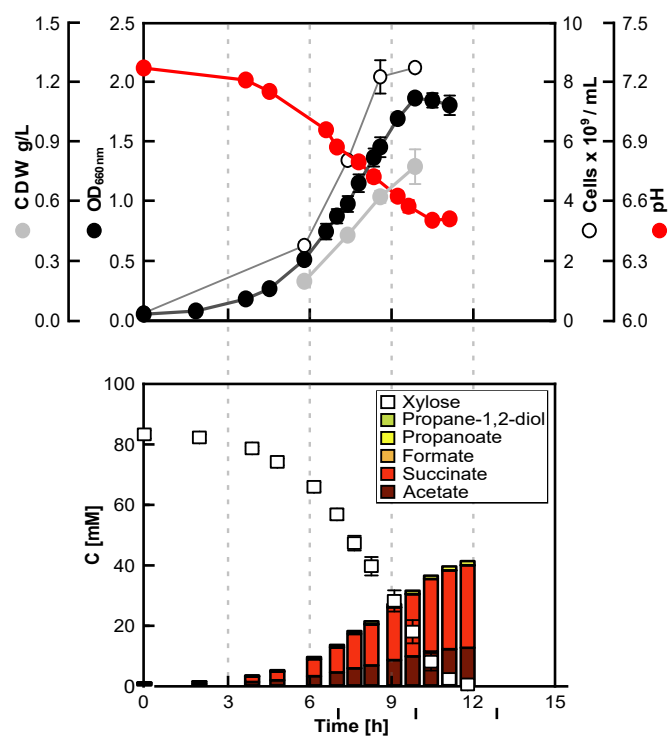 1.5 2.5 10 7.5
1.2 2.0 8 7.2
0.9 1.5 6 6.9
0.6 1.0 4 6.6
0.3 0.5 2 6.3
0.0 0.0 0 6.0
CDW g/L
OD660nm
Cells x 10⁹ / mL
pH
100
80
60
40
20
0
C [mM]
Xylose
Propane-1,2-diol
Propanoate
Formate
Succinate
Acetate
0 3 6 9 12 15
Time [h]